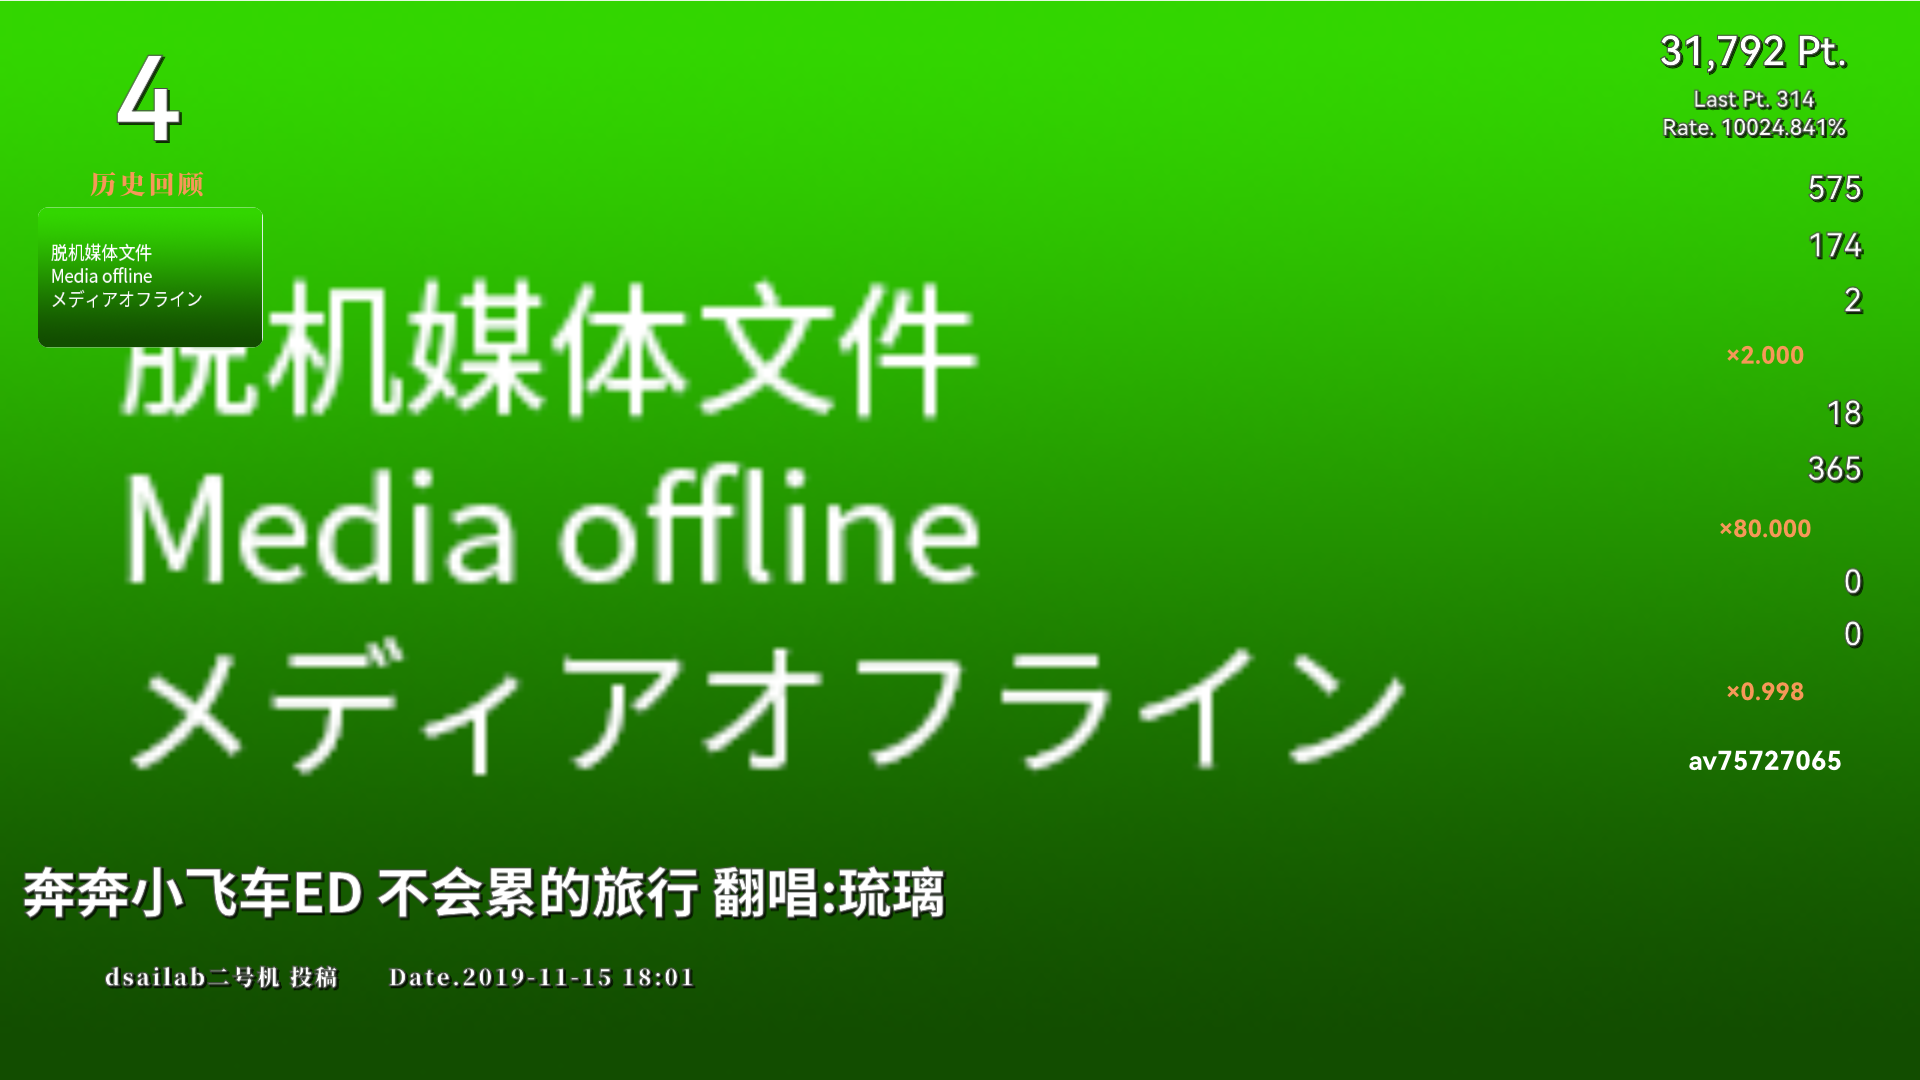 4
历史回顾
脱机媒体文件
Media offline
メディアオフライン
脱机媒体文件
Media offline
メディアオフライン
31,792 Pt.
Last Pt. 314
Rate. 10024.841%
575
174
2
×2.000
18
365
×80.000
0
0
×0.998
av75727065
奔奔小飞车ED 不会累的旅行 翻唱:琉璃
dsailab二号机 投稿 Date.2019-11-15 18:01